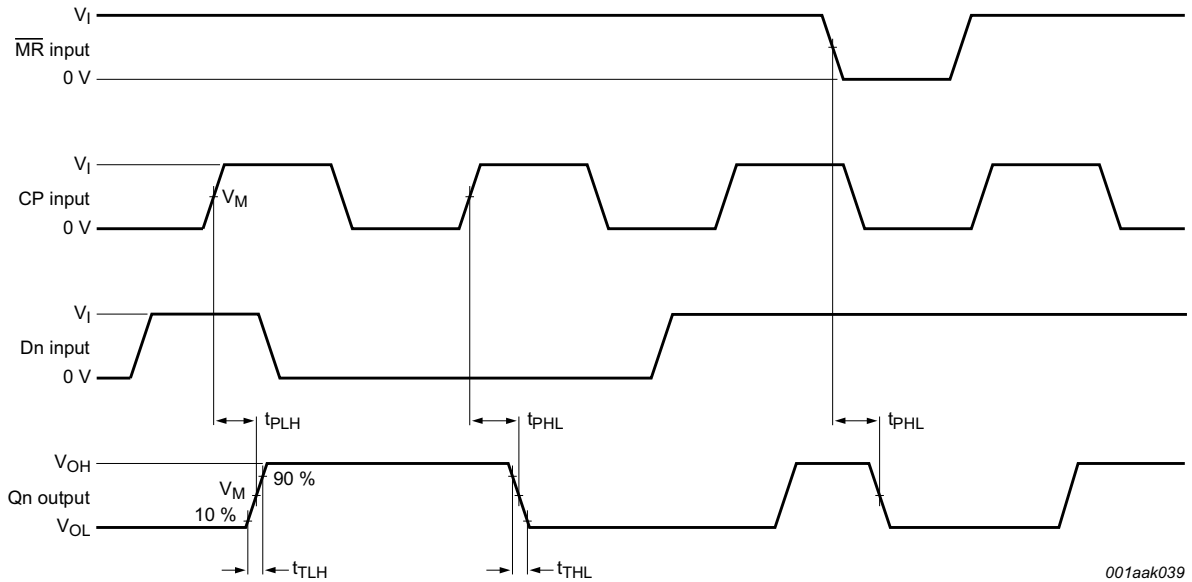 V_I
M̅R̅ input
0 V
V_I
CP input
V_M
0 V
V_I
Dn input
0 V
t_PLH
t_PHL
t_PHL
V_OH
90 %
V_M
Qn output
10 %
V_OL
t_TLH
t_THL
001aak039